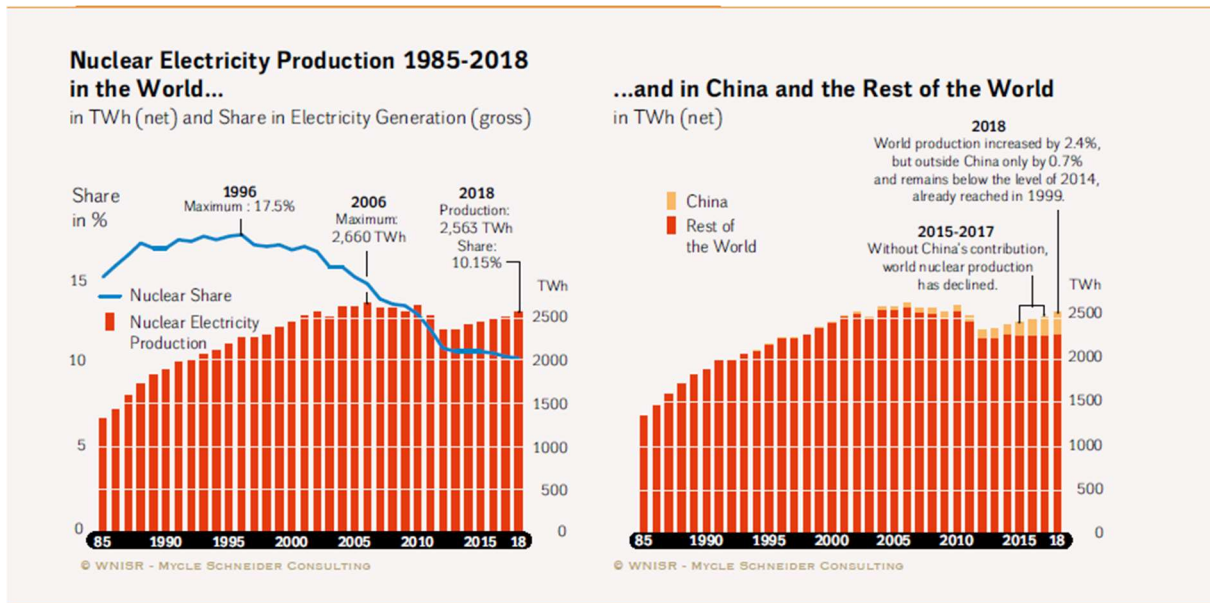 Nuclear Electricity Production 1985-2018
in the World...
in TWh (net) and Share in Electricity Generation (gross)
Share
in %
1996
Maximum : 17.5%
2006
Maximum:
2,660 TWh
2018
Production:
2,563 TWh
Share:
10.15%
Nuclear Share
Nuclear Electricity
Production
15
10
5
0
TWh
2500
2000
1500
1000
500
0
85 1990 1995 2000 2005 2010 2015 18
© WNISR - MYCLE SCHNEIDER CONSULTING
...and in China and the Rest of the World
in TWh (net)
2018
World production increased by 2.4%,
but outside China only by 0.7%
and remains below the level of 2014,
already reached in 1999.
China
Rest of
the World
2015-2017
Without China's contribution,
world nuclear production
has declined.
TWh
2500
2000
1500
1000
500
0
85 1990 1995 2000 2005 2010 2015 18
© WNISR - MYCLE SCHNEIDER CONSULTING